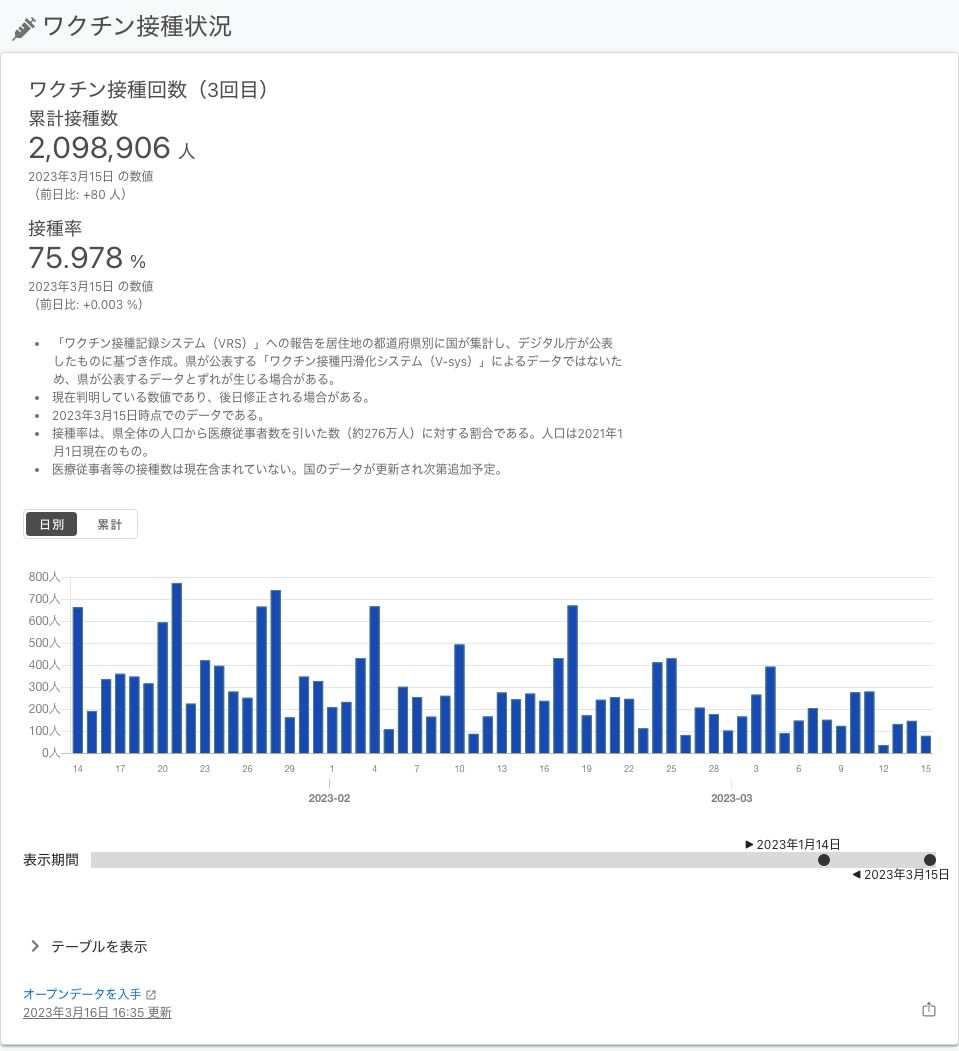 ワクチン接種状況
ワクチン接種回数（3回目）
累計接種数
2,098,906 人
2023年3月15日 の数値
（前日比: +80 人）
接種率
75.978 %
2023年3月15日 の数値
（前日比: +0.003 %）
• 「ワクチン接種記録システム（VRS）」への報告を居住地の都道府県別に国が集計し、デジタル庁が公表
したものに基づき作成。県が公表する「ワクチン接種円滑化システム（V-sys）」によるデータではないた
め、県が公表するデータとずれが生じる場合がある。
• 現在判明している数値であり、後日修正される場合がある。
• 2023年3月15日時点でのデータである。
• 接種率は、県全体の人口から医療従事者数を引いた数（約276万人）に対する割合である。人口は2021年1
月1日現在のもの。
• 医療従事者等の接種数は現在含まれていない。国のデータが更新され次第追加予定。
日別 累計
800人
700人
600人
500人
400人
300人
200人
100人
0人
14 17 20 23 26 29 1 4 7 10 13 16 19 22 25 28 3 6 9 12 15
2023-02 2023-03
▶ 2023年1月14日
表示期間
◀ 2023年3月15日
テーブルを表示
オープンデータを入手
2023年3月16日 16:35 更新